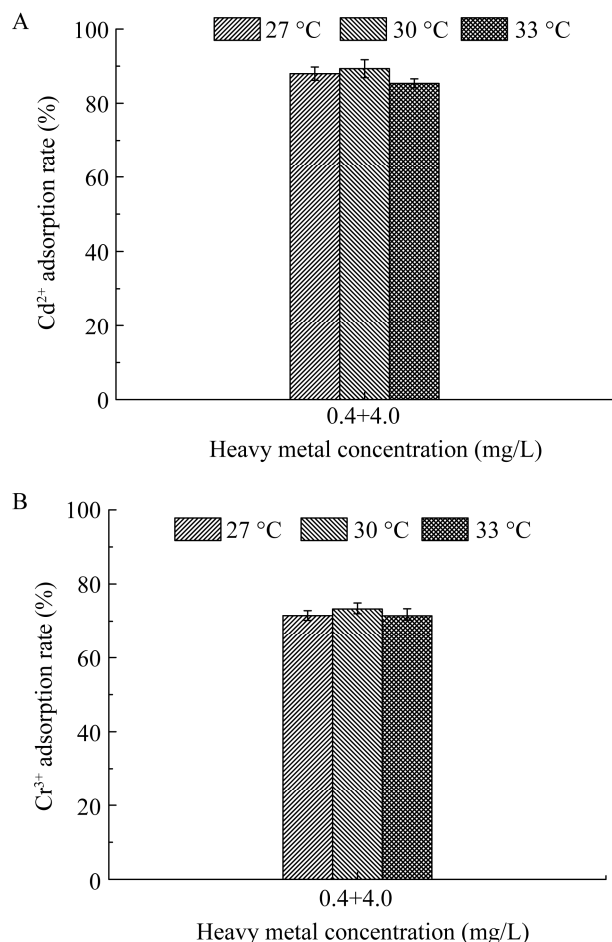 A
100
27 °C 30 °C 33 °C
80
60
40
20
0
Cd²⁺ adsorption rate (%)
0.4+4.0
Heavy metal concentration (mg/L)
B
100
27 °C 30 °C 33 °C
80
60
40
20
0
Cr³⁺ adsorption rate (%)
0.4+4.0
Heavy metal concentration (mg/L)